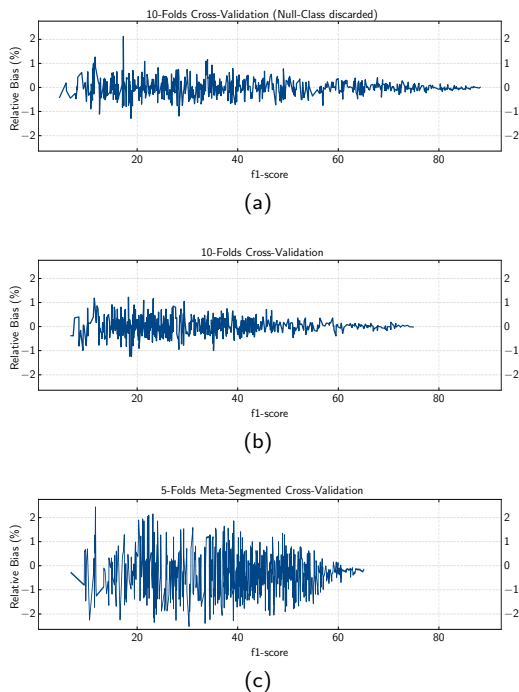 10-Folds Cross-Validation (Null-Class discarded)
2 2
1 1
0 0
−1 −1
−2 −2
Relative Bias (%)
20 40 60 80
f1-score
(a)
10-Folds Cross-Validation
2 2
1 1
0 0
−1 −1
−2 −2
Relative Bias (%)
20 40 60 80
f1-score
(b)
5-Folds Meta-Segmented Cross-Validation
2 2
1 1
0 0
−1 −1
−2 −2
Relative Bias (%)
20 40 60 80
f1-score
(c)